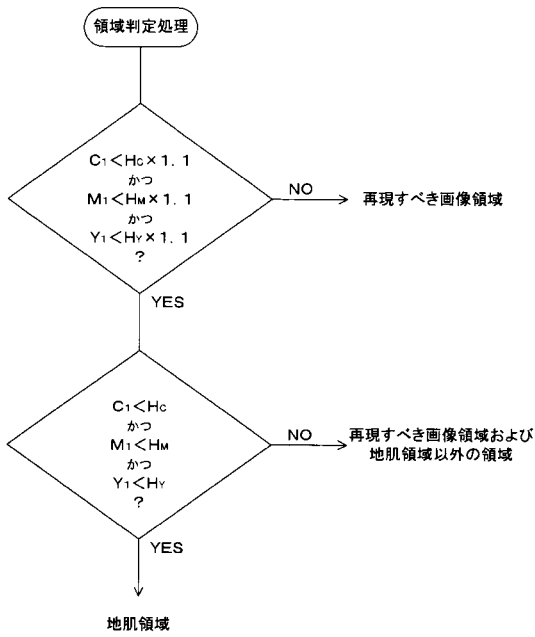 領域判定処理
C1<HC×1.1
かつ
M1<HM×1.1
かつ
Y1<HY×1.1
?
NO
再現すべき画像領域
YES
C1<HC
かつ
M1<HM
かつ
Y1<HY
?
NO
再現すべき画像領域および
地肌領域以外の領域
YES
地肌領域